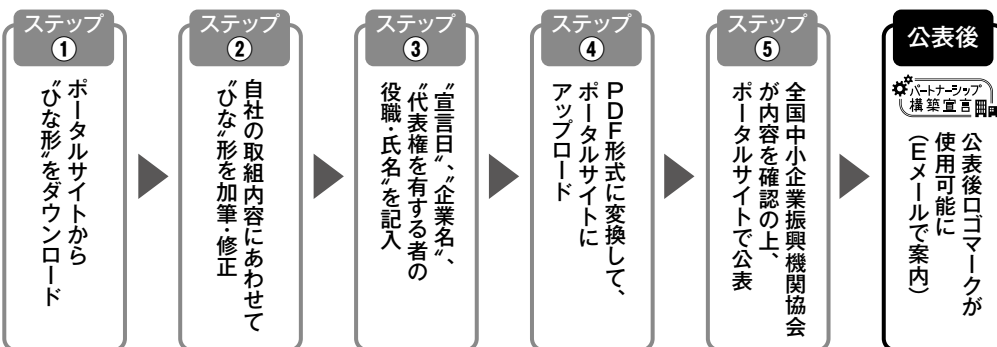 ステップ
①
ポータルサイトから
〝ひな形〟をダウンロード
ステップ
②
自社の取組内容にあわせて
〝ひな〟形を加筆・修正
ステップ
③
〝宣言日〟、〝企業名〟、
〝代表権を有する者の
役職・氏名〟を記入
ステップ
④
ＰＤＦ形式に変換して、
ポータルサイトに
アップロード
ステップ
⑤
全国中小企業振興機関協会
が内容を確認の上、
ポータルサイトで公表
公表後
パートナーシップ
構築宣言
公表後ロゴマークが
使用可能に
（Ｅメールで案内）